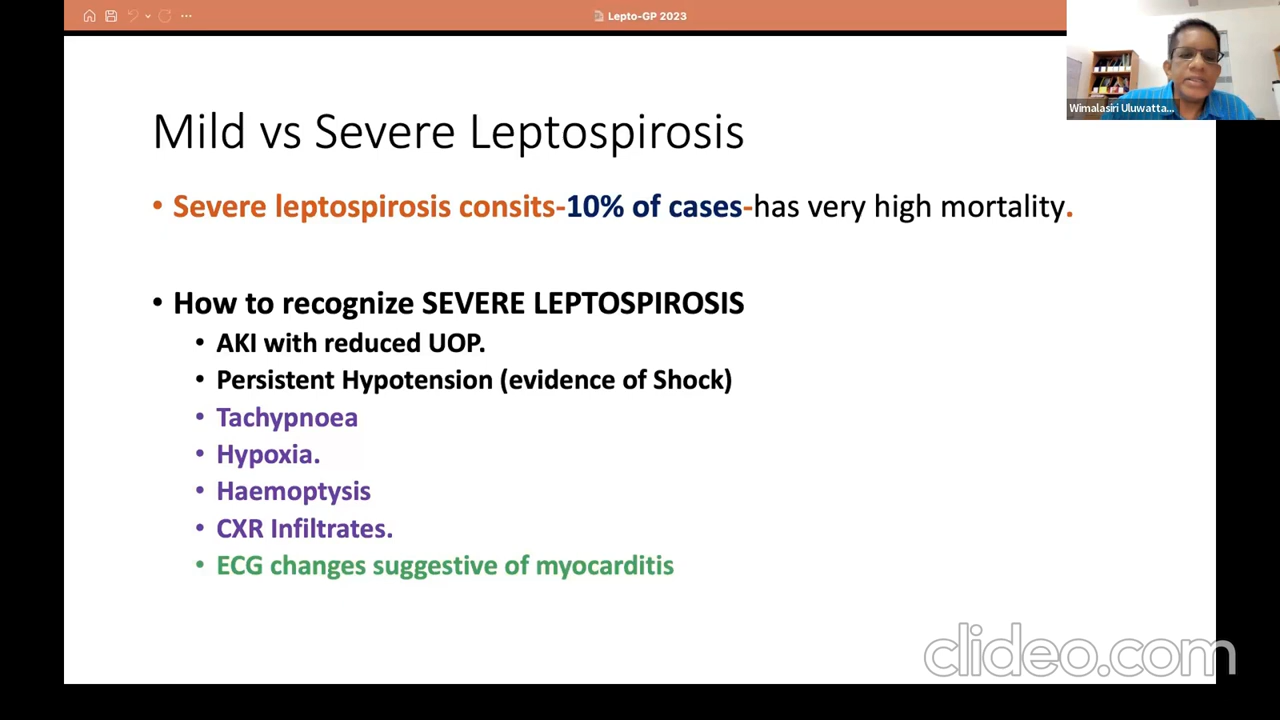 Lepto-GP 2023
Wimalasiri Uluwatta...
Mild vs Severe Leptospirosis
• Severe leptospirosis consits-10% of cases-has very high mortality.
• How to recognize SEVERE LEPTOSPIROSIS
• AKI with reduced UOP.
• Persistent Hypotension (evidence of Shock)
• Tachypnoea
• Hypoxia.
• Haemoptysis
• CXR Infiltrates.
• ECG changes suggestive of myocarditis
clideo.com